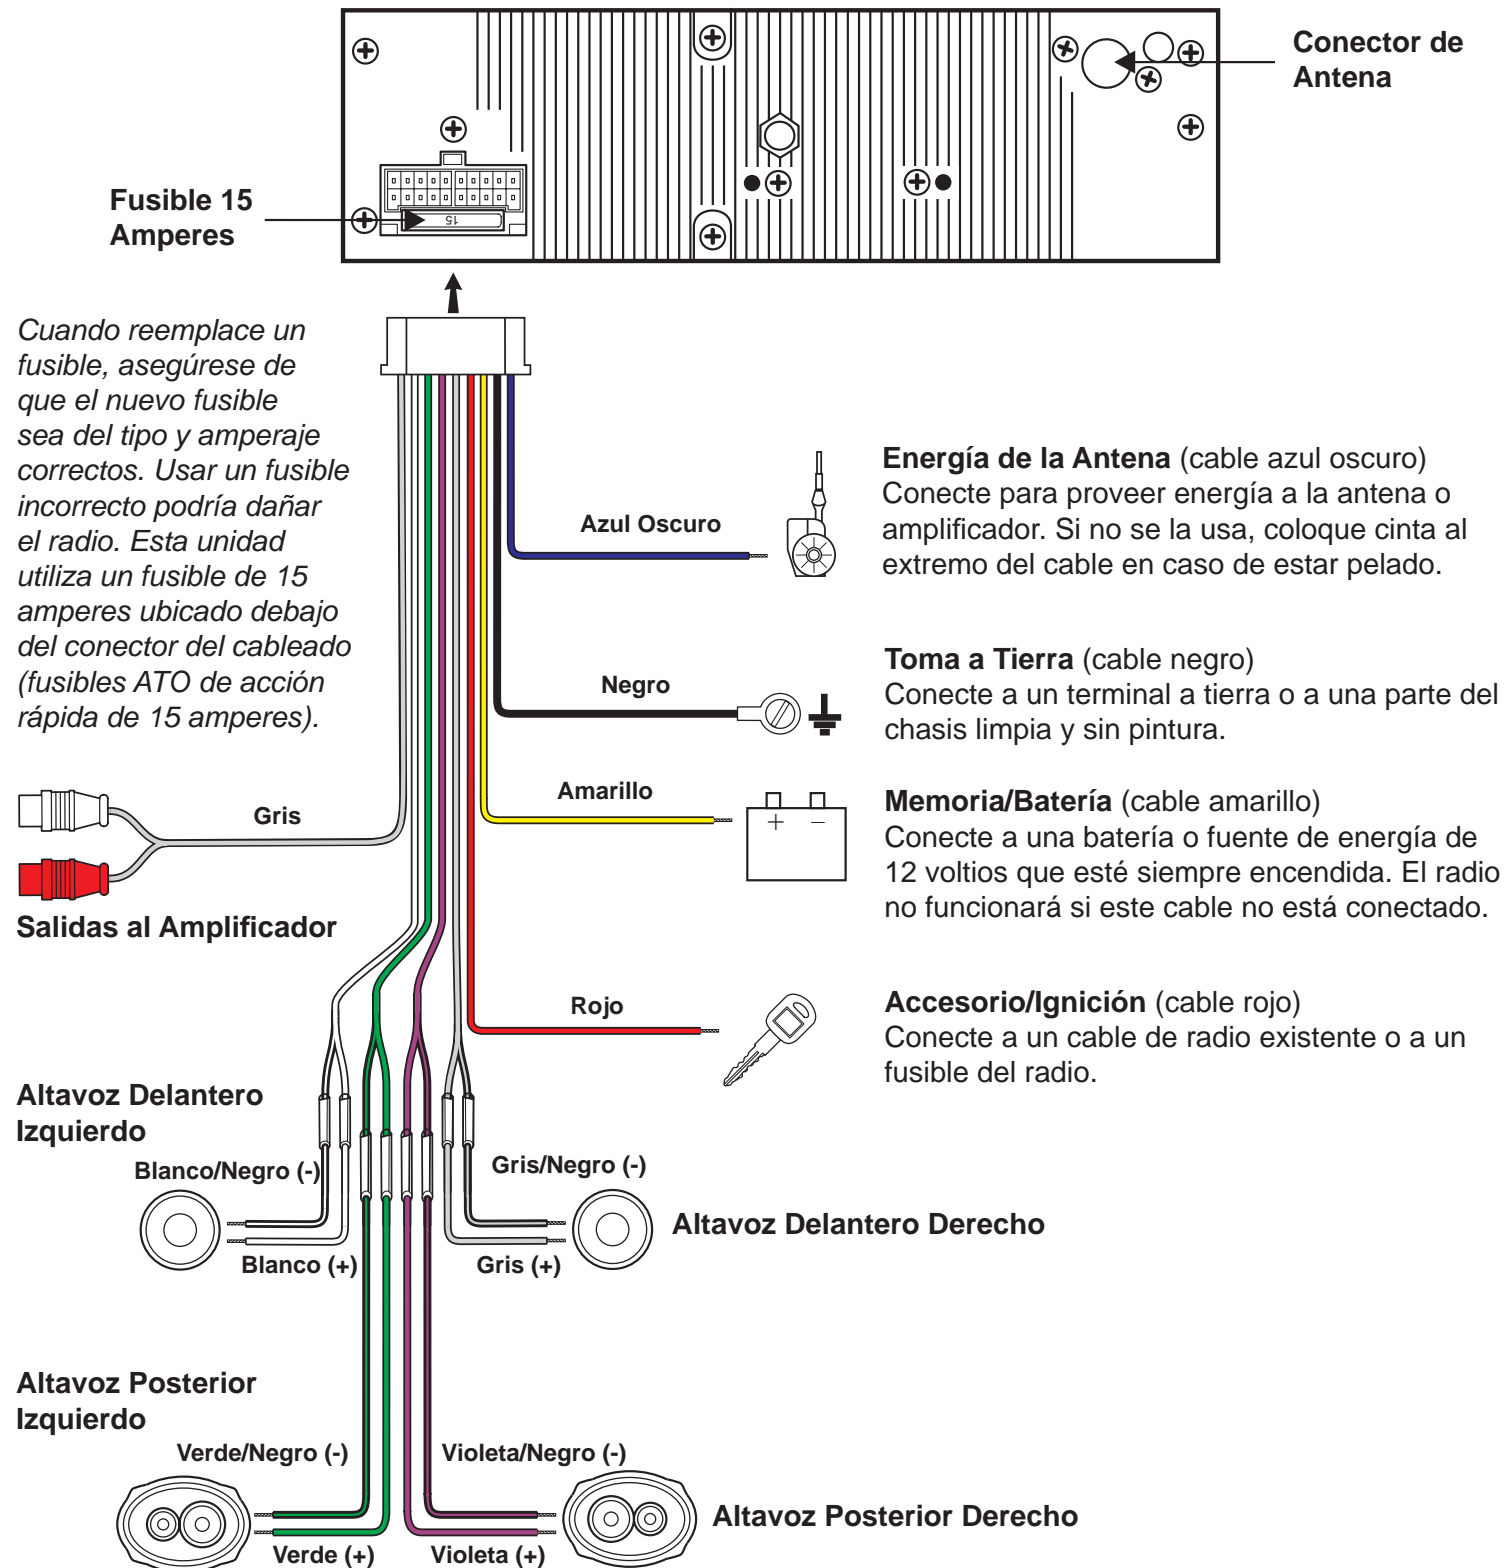 Conector de
Antena
Fusible 15
Amperes
15
Cuando reemplace un
fusible, asegúrese de
que el nuevo fusible
sea del tipo y amperaje
correctos. Usar un fusible
incorrecto podría dañar
el radio. Esta unidad
utiliza un fusible de 15
amperes ubicado debajo
del conector del cableado
(fusibles ATO de acción
rápida de 15 amperes).
Azul Oscuro
Energía de la Antena (cable azul oscuro)
Conecte para proveer energía a la antena o
amplificador. Si no se la usa, coloque cinta al
extremo del cable en caso de estar pelado.
Negro
Toma a Tierra (cable negro)
Conecte a un terminal a tierra o a una parte del
chasis limpia y sin pintura.
Amarillo
+ −
Memoria/Batería (cable amarillo)
Conecte a una batería o fuente de energía de
12 voltios que esté siempre encendida. El radio
no funcionará si este cable no está conectado.
Gris
Salidas al Amplificador
Rojo
Accesorio/Ignición (cable rojo)
Conecte a un cable de radio existente o a un
fusible del radio.
Altavoz Delantero
Izquierdo
Blanco/Negro (-)
Blanco (+)
Gris/Negro (-)
Gris (+)
Altavoz Delantero Derecho
Altavoz Posterior
Izquierdo
Verde/Negro (-)
Verde (+)
Violeta/Negro (-)
Violeta (+)
Altavoz Posterior Derecho